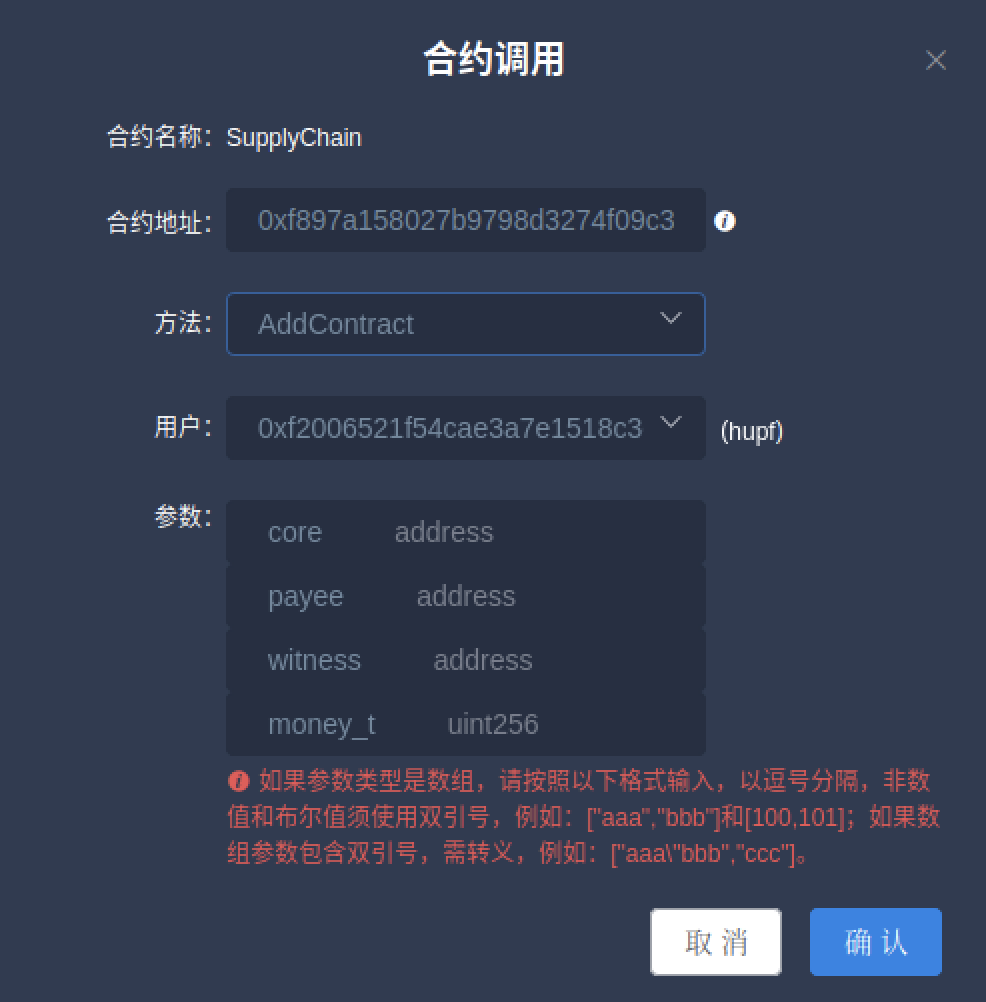 合约调用
合约名称： SupplyChain
合约地址： 0xf897a158027b9798d3274f09c3
方法： AddContract
用户： 0xf2006521f54cae3a7e1518c3 (hupf)
参数： core address
payee address
witness address
money_t uint256
如果参数类型是数组，请按照以下格式输入，以逗号分隔，非数
值和布尔值须使用双引号，例如：["aaa","bbb"]和[100,101]；如果数
组参数包含双引号，需转义，例如：["aaa\"bbb","ccc"]。
取消 确认